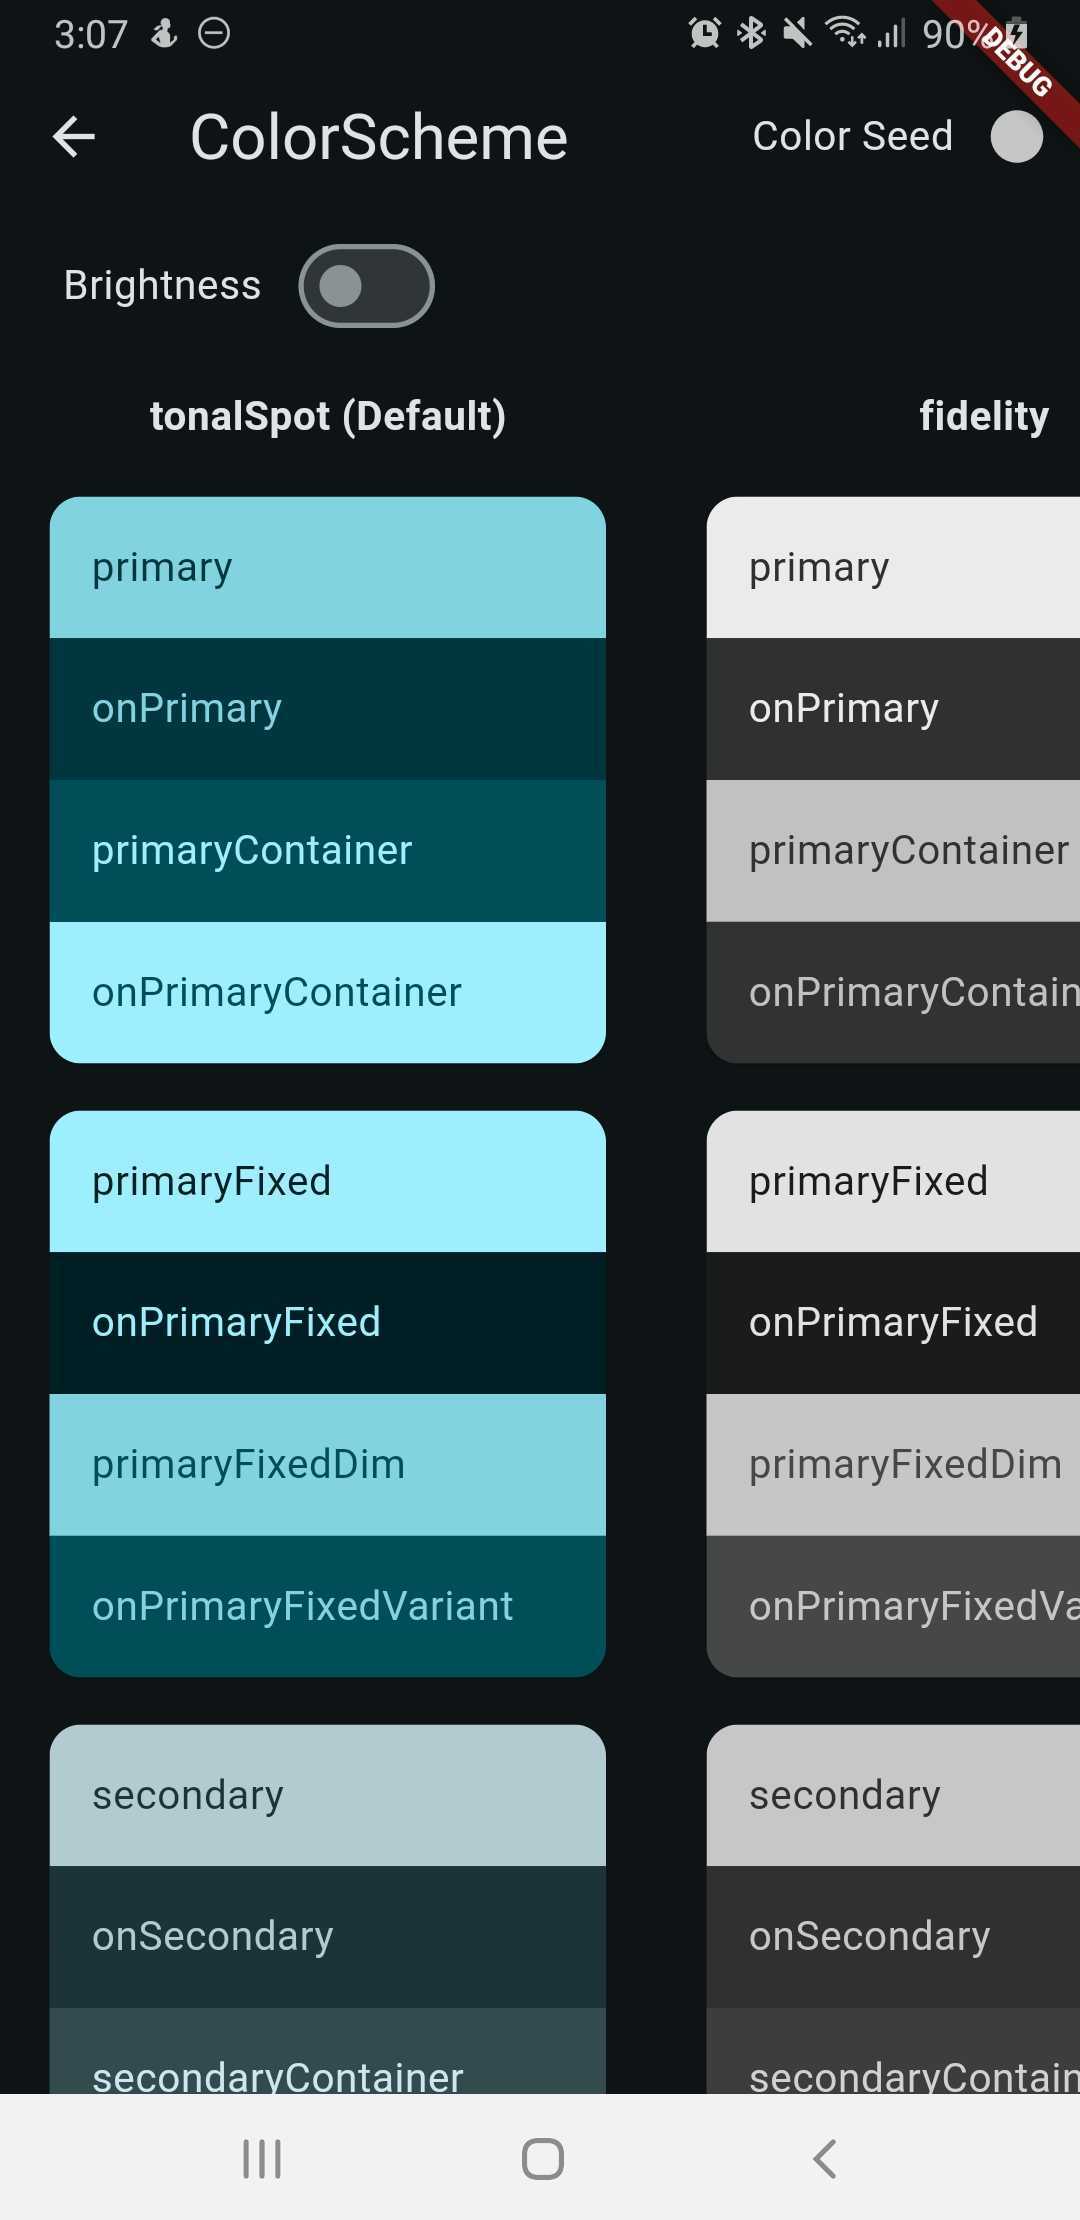 3:07
90%
DEBUG
ColorScheme
Color Seed
Brightness
tonalSpot (Default)
fidelity
primary
primary
onPrimary
onPrimary
primaryContainer
primaryContainer
onPrimaryContainer
onPrimaryContain
primaryFixed
primaryFixed
onPrimaryFixed
onPrimaryFixed
primaryFixedDim
primaryFixedDim
onPrimaryFixedVariant
onPrimaryFixedVa
secondary
secondary
onSecondary
onSecondary
secondaryContainer
secondaryContain